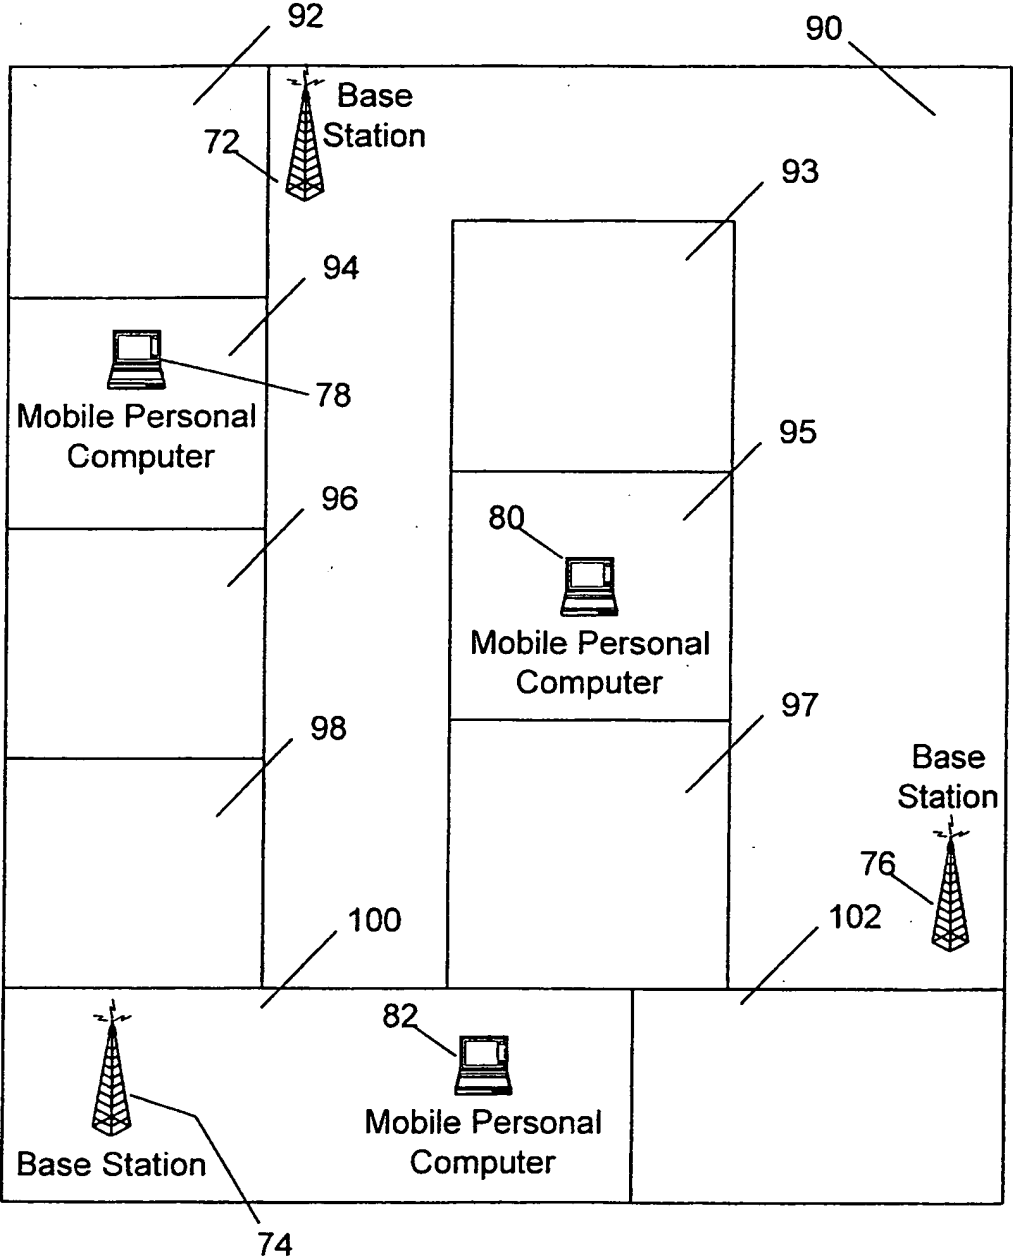 92
90
Base
Station
72
93
94
78
Mobile Personal
Computer
95
96
80
Mobile Personal
Computer
97
98
Base
Station
76
100
102
82
Mobile Personal
Computer
Base Station
74